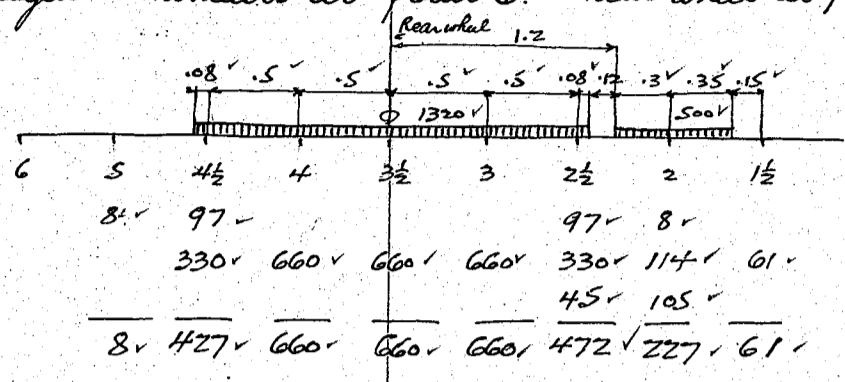 Rear wheel
1.2
.08 ✓ .5 ✓ .5 ✓ .5 ✓ .5 ✓ .08 ✓ .12 .3 ✓ .35 ✓ .15 ✓
1320 ✓ 500 ✓
6 5 4½ 4 3½ 3 2½ 2 1½
8 ✓ 97 ✓ 97 ✓ 8 ✓
330 ✓ 660 ✓ 660 ✓ 660 ✓ 330 ✓ 114 ✓ 61 ✓
45 ✓ 105 ✓
8 ✓ 427 ✓ 660 ✓ 660 ✓ 660 ✓ 472 ✓ 227 ✓ 61 ✓